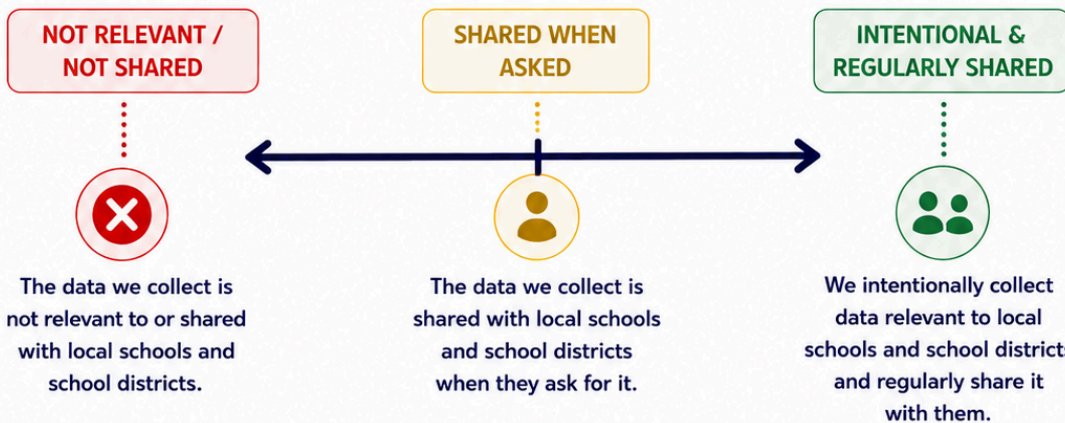 NOT RELEVANT /
NOT SHARED
The data we collect is
not relevant to or shared
with local schools and
school districts.
SHARED WHEN
ASKED
The data we collect is
shared with local schools
and school districts
when they ask for it.
INTENTIONAL &
REGULARLY SHARED
We intentionally collect
data relevant to local
schools and school districts
and regularly share it
with them.